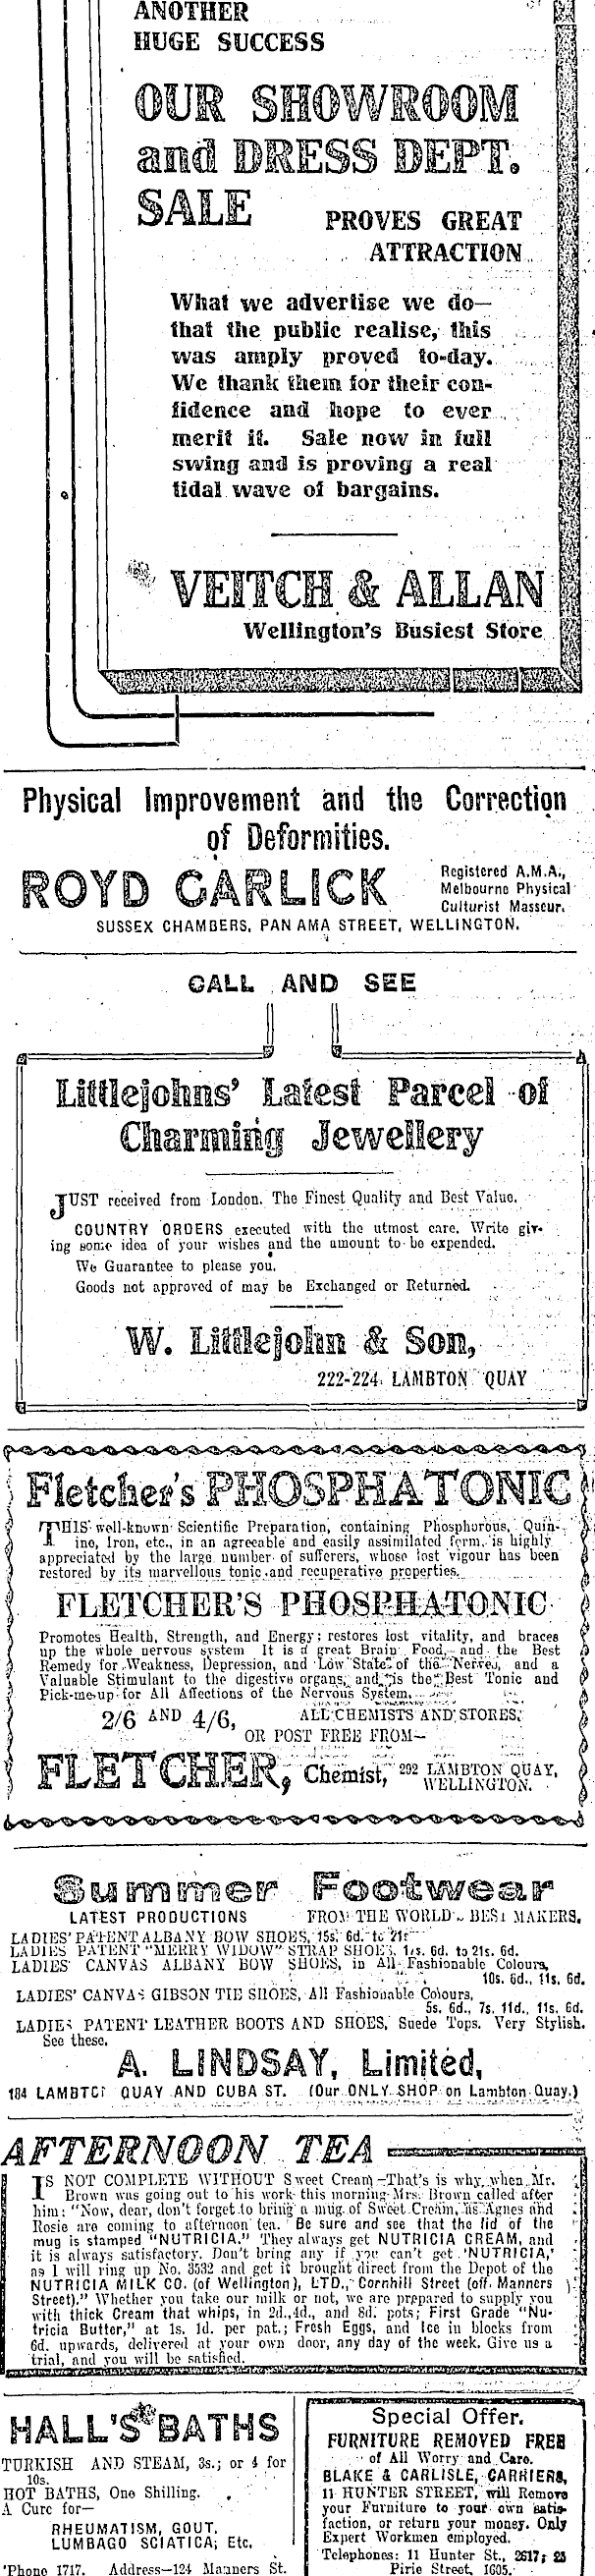 ANOTHER
HUGE SUCCESS
OUR SHOWROOM
and DRESS DEPT.
SALE PROVES GREAT
ATTRACTION
What we advertise we do—
that the public realise, this
was amply proved to-day.
We thank them for their con-
fidence and hope to ever
merit it. Sale now in full
swing and is proving a real
tidal wave of bargains.
VEITCH & ALLAN
Wellington's Busiest Store
Physical Improvement and the Correction
of Deformities.
ROYD GARLICK
Registered A.M.A.,
Melbourne Physical
Culturist Masseur.
SUSSEX CHAMBERS, PANAMA STREET, WELLINGTON.
CALL AND SEE
Littlejohns' Latest Parcel of
Charming Jewellery
JUST received from London. The Finest Quality and Best Value.
COUNTRY ORDERS executed with the utmost care. Write giv-
ing some idea of your wishes and the amount to be expended.
We Guarantee to please you.
Goods not approved of may be Exchanged or Returned.
W. Littlejohn & Son,
222-224, LAMBTON QUAY
Fletcher's PHOSPHATONIC
THIS well-known Scientific Preparation, containing Phosphorous, Quin-
ine, Iron, etc., in an agreeable and easily assimilated form, is highly
appreciated by the large number of sufferers, whose lost vigour has been
restored by its marvellous tonic and recuperative properties.
FLETCHER'S PHOSPHATONIC
Promotes Health, Strength, and Energy; restores lost vitality, and braces
up the whole nervous system It is a great Brain Food, and the Best
Remedy for Weakness, Depression, and Low State of the Nerves, and a
Valuable Stimulant to the digestive organs, and is the Best Tonic and
Pick-me-up for All Affections of the Nervous System.
2/6 AND 4/6, ALL CHEMISTS AND STORES,
OR POST FREE FROM—
FLETCHER, Chemist, 292 LAMBTON QUAY,
WELLINGTON.
Summer Footwear
LATEST PRODUCTIONS FROM THE WORLD'S BEST MAKERS.
LADIES' PATENT ALBANY BOW SHOES, 15s. 6d. to 21s
LADIES PATENT "MERRY WIDOW" STRAP SHOES, 6d. to 21s. 6d.
LADIES' CANVAS ALBANY BOW SHOES, in All Fashionable Colours,
10s. 6d., 11s. 6d.
LADIES' CANVAS GIBSON TIE SHOES, All Fashionable Colours,
5s. 6d., 7s. 11d., 11s. 6d.
LADIES PATENT LEATHER BOOTS AND SHOES, Suede Tops. Very Stylish.
See these.
A. LINDSAY, Limited,
184 LAMBTON QUAY AND CUBA ST. (Our ONLY SHOP on Lambton Quay.)
AFTERNOON TEA
IS NOT COMPLETE WITHOUT Sweet Cream—That's is why, when Mr.
Brown was going out to his work this morning Mrs. Brown called after
him: "Now, dear, don't forget to bring a mug of Sweet Cream, as Agnes and
Rosie are coming to afternoon tea. Be sure and see that the lid of the
mug is stamped "NUTRICIA." They always get NUTRICIA CREAM, and
it is always satisfactory. Don't bring any if you can't get 'NUTRICIA,'
as I will ring up No. 3532 and get it brought direct from the Depot of the
NUTRICIA MILK CO. (of Wellington), LTD., Cornhill Street (off Manners
Street)." Whether you take our milk or not, we are prepared to supply you
with thick Cream that whips, in 2d., 4d., and 8d. pots; First Grade "Nu-
tricia Butter," at 1s. 1d. per pat.; Fresh Eggs, and Ice in blocks from
6d. upwards, delivered at your own door, any day of the week. Give us a
trial, and you will be satisfied.
HALL'S BATHS
TURKISH AND STEAM, 3s.; or 4 for
10s.
HOT BATHS, One Shilling.
A Cure for—
RHEUMATISM, GOUT,
LUMBAGO SCIATICA; Etc.
'Phone 1717. Address—124 Manners St.
Special Offer.
FURNITURE REMOVED FREE
of All Worry and Care.
BLAKE & CARLISLE, CARRIERS,
11 HUNTER STREET, will Remove
your Furniture to your own satis-
faction, or return your money. Only
Expert Workmen employed.
Telephones: 11 Hunter St., 2617; 23
Pirie Street, 1605.